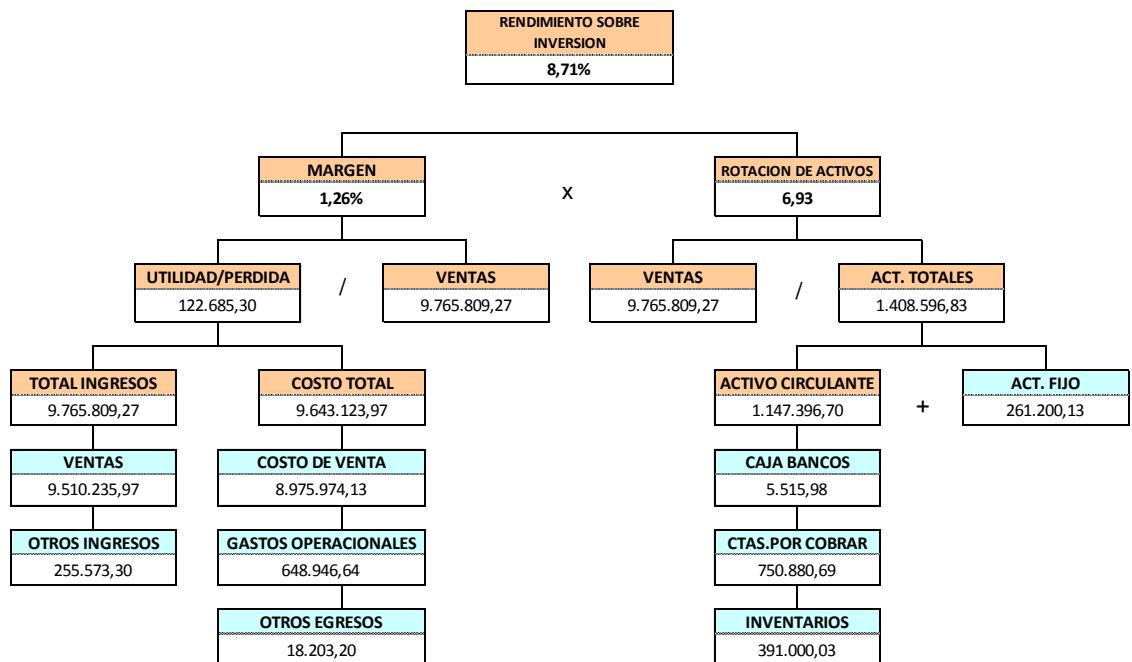 RENDIMIENTO SOBRE
INVERSION
8,71%
MARGEN
1,26%
x
ROTACION DE ACTIVOS
6,93
UTILIDAD/PERDIDA
122.685,30
/
VENTAS
9.765.809,27
VENTAS
9.765.809,27
/
ACT. TOTALES
1.408.596,83
TOTAL INGRESOS
9.765.809,27
COSTO TOTAL
9.643.123,97
ACTIVO CIRCULANTE
1.147.396,70
+
ACT. FIJO
261.200,13
VENTAS
9.510.235,97
COSTO DE VENTA
8.975.974,13
CAJA BANCOS
5.515,98
OTROS INGRESOS
255.573,30
GASTOS OPERACIONALES
648.946,64
CTAS.POR COBRAR
750.880,69
OTROS EGRESOS
18.203,20
INVENTARIOS
391.000,03